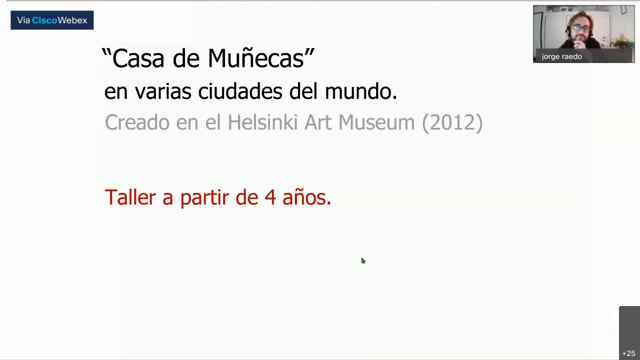 Via CiscoWebex
jorge raedo
“Casa de Muñecas”
en varias ciudades del mundo.
Creado en el Helsinki Art Museum (2012)
Taller a partir de 4 años.
+25